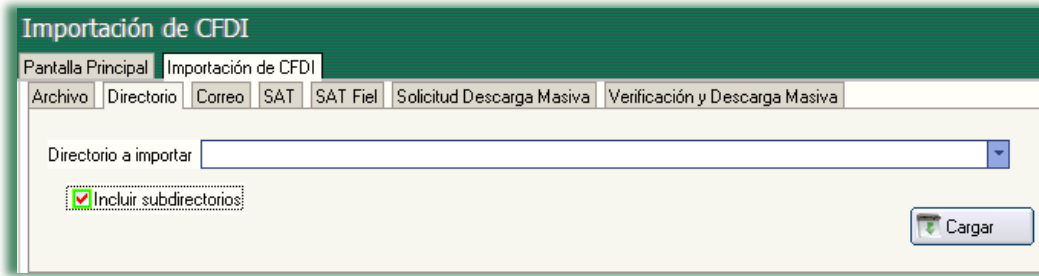 Importación de CFDI
Pantalla Principal Importación de CFDI
Archivo Directorio Correo SAT SAT Fiel Solicitud Descarga Masiva Verificación y Descarga Masiva
Directorio a importar
Incluir subdirectorios
Cargar